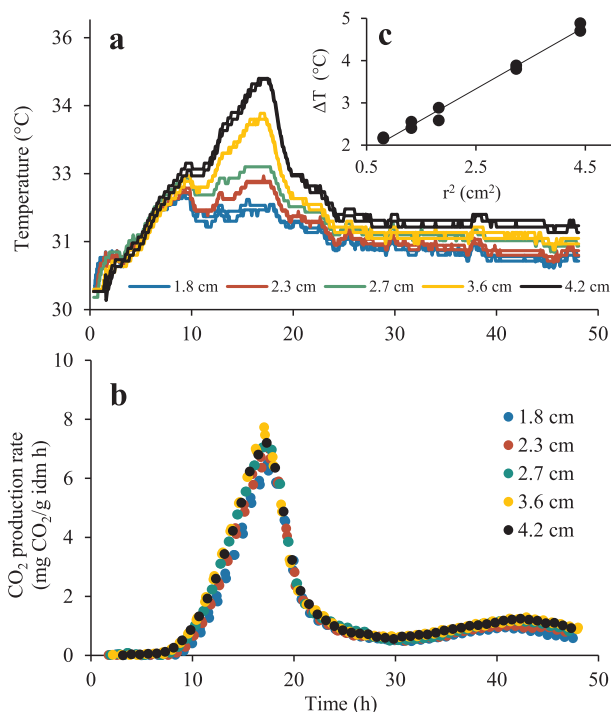 a
36
34
33
31
30
Temperature (°C)
0
10
20
30
40
50
1.8 cm
2.3 cm
2.7 cm
3.6 cm
4.2 cm
c
5
4
3
2
ΔT (°C)
0.5
2.5
4.5
r² (cm²)
b
10
8
6
4
2
0
CO₂ production rate
(mg CO₂/g idm h)
1.8 cm
2.3 cm
2.7 cm
3.6 cm
4.2 cm
0
10
20
30
40
50
Time (h)